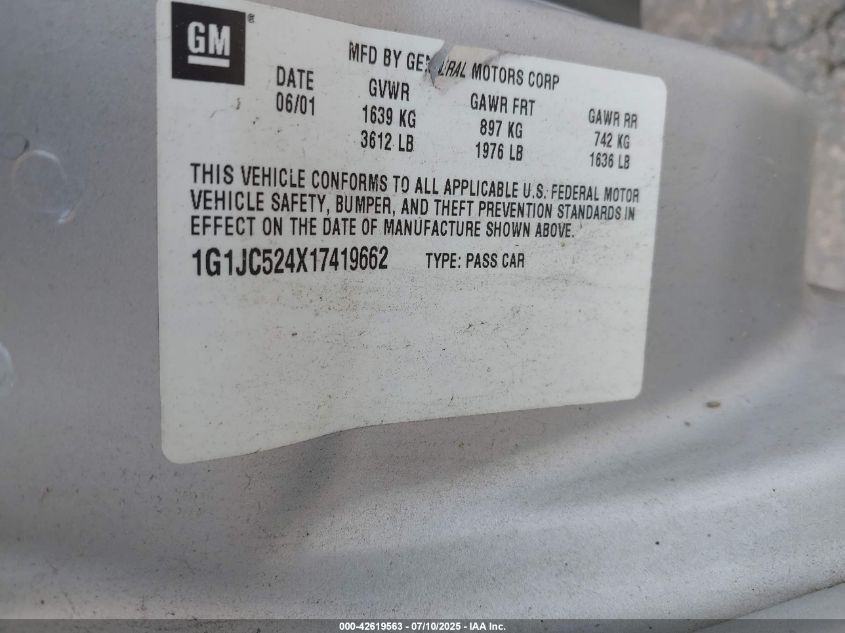 GM
®
MFD BY GENERAL MOTORS CORP
DATE GVWR GAWR FRT GAWR RR
06/01 1639 KG 897 KG 742 KG
3612 LB 1976 LB 1636 LB
THIS VEHICLE CONFORMS TO ALL APPLICABLE U.S. FEDERAL MOTOR
VEHICLE SAFETY, BUMPER, AND THEFT PREVENTION STANDARDS IN
EFFECT ON THE DATE OF MANUFACTURE SHOWN ABOVE.
1G1JC524X17419662 TYPE: PASS CAR
000-42619563 - 07/10/2025 - IAA Inc.